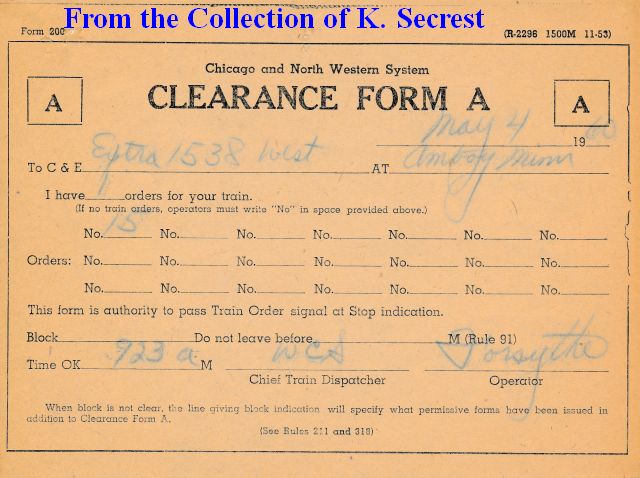 From the Collection of K. Secrest
Form 200 (R-2296 1500M 11-53)
Chicago and North Western System
A CLEARANCE FORM A A
May 4 1960
To C & E Extra 1538 West AT Amboy Minn
I have orders for your train.
(If no train orders, operators must write "No" in space provided above.)
No. 15 No. No. No. No. No. No.
Orders: No. No. No. No. No. No. No.
No. No. No. No. No. No. No.
This form is authority to pass Train Order signal at Stop indication.
Block Do not leave before M (Rule 91)
Time OK 923 a M WCS Forsythe
Chief Train Dispatcher Operator
When block is not clear, the line giving block indication will specify what permissive forms have been issued in
addition to Clearance Form A.
(See Rules 211 and 318)